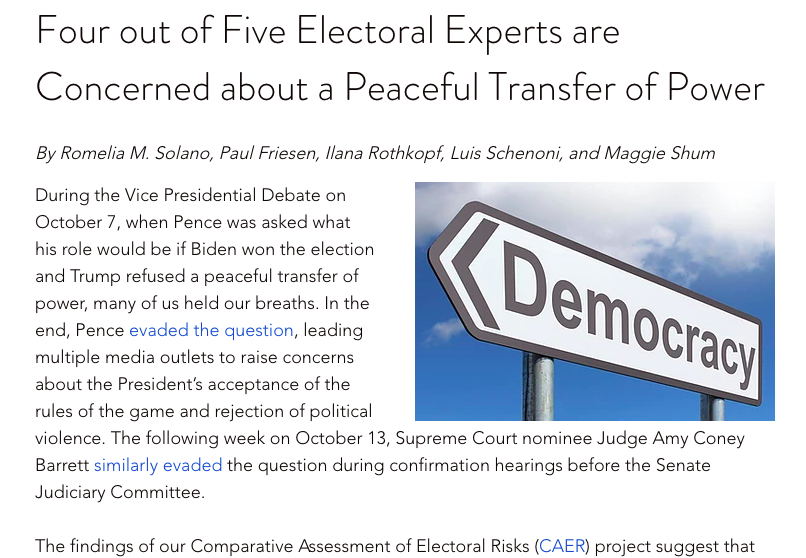 Four out of Five Electoral Experts are
Concerned about a Peaceful Transfer of Power
By Romelia M. Solano, Paul Friesen, Ilana Rothkopf, Luis Schenoni, and Maggie Shum
During the Vice Presidential Debate on
October 7, when Pence was asked what
his role would be if Biden won the election
and Trump refused a peaceful transfer of
power, many of us held our breaths. In the
end, Pence evaded the question, leading
multiple media outlets to raise concerns
about the President's acceptance of the
rules of the game and rejection of political
violence. The following week on October 13, Supreme Court nominee Judge Amy Coney
Barrett similarly evaded the question during confirmation hearings before the Senate
Judiciary Committee.
Democracy
The findings of our Comparative Assessment of Electoral Risks (CAER) project suggest that